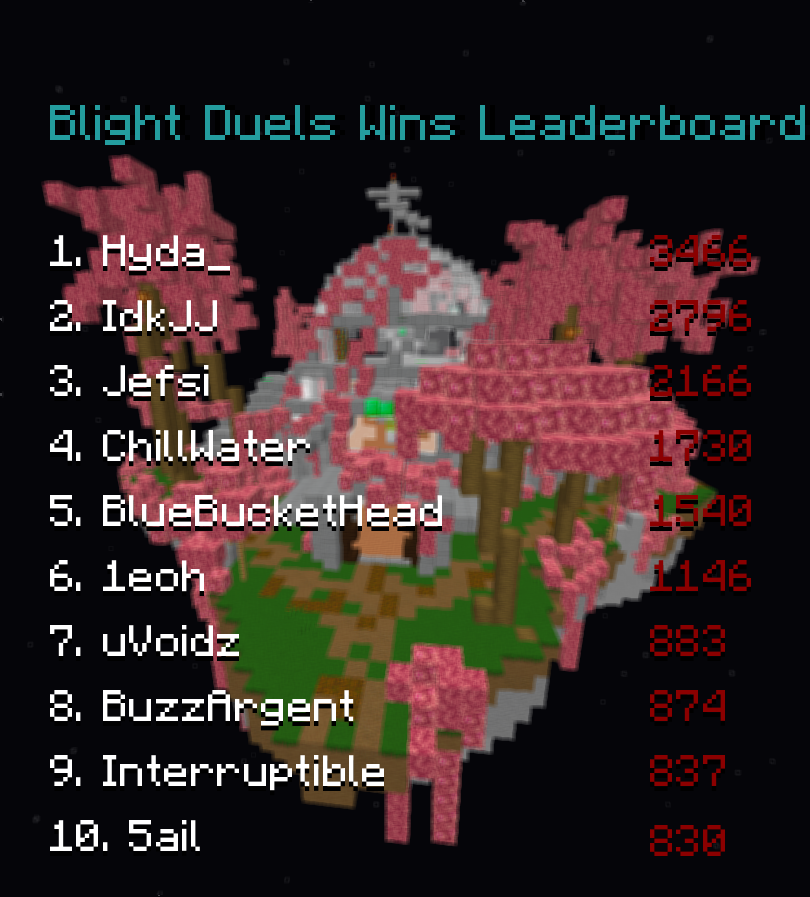 Blight Duels Wins Leaderboard
1. Hyda_ 3466
2. IdkJJ 2796
3. Jefsi 2166
4. ChillWater 1730
5. BlueBucketHead 1540
6. 1eoh 1146
7. uVoidz 883
8. BuzzArgent 874
9. Interruptible 837
10. 5ail 830